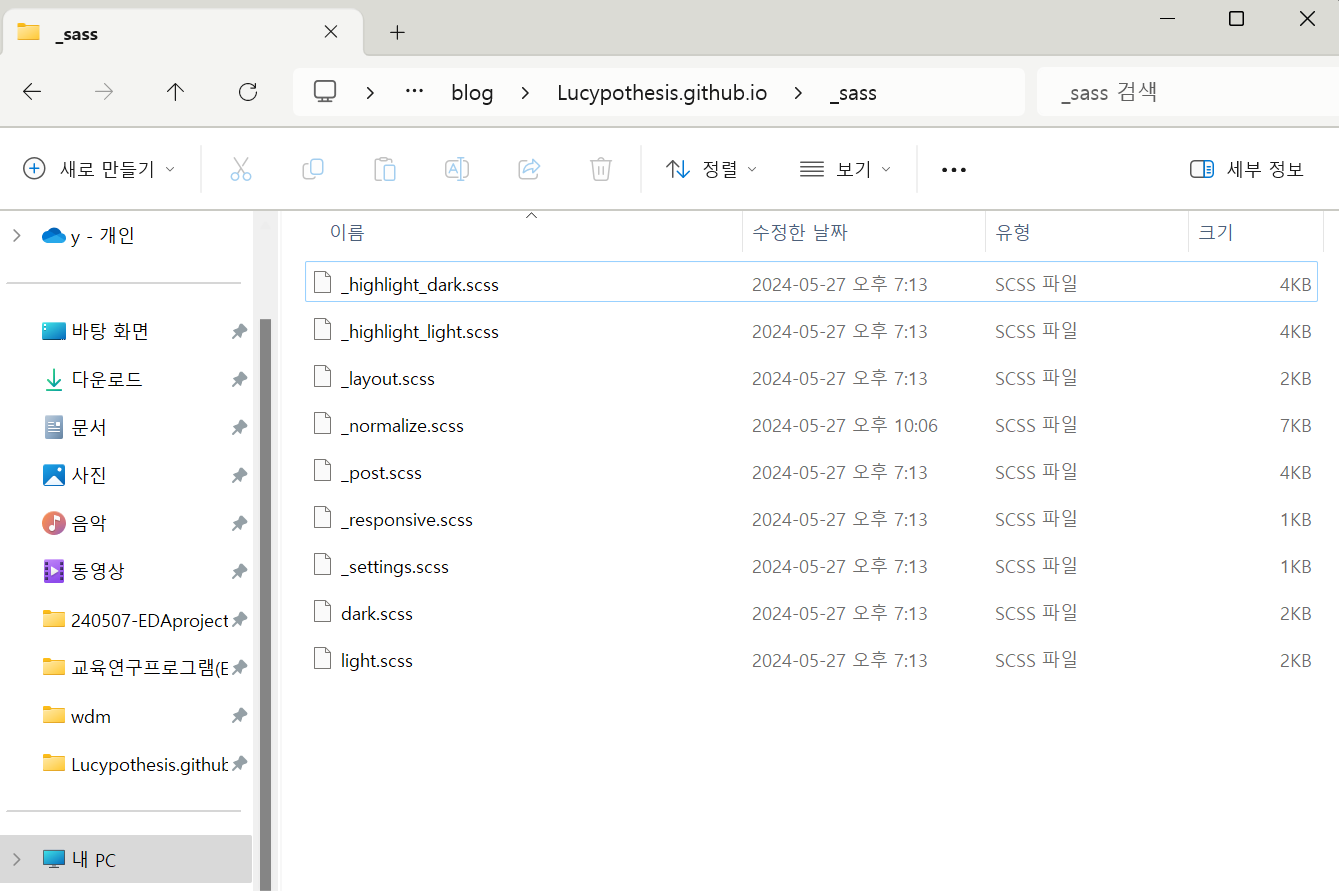 _sass
blog > Lucypothesis.github.io > _sass
_sass 검색
새로 만들기
정렬
보기
세부 정보
y - 개인
바탕 화면
다운로드
문서
사진
음악
동영상
240507-EDAproject
교육연구프로그램(E
wdm
Lucypothesis.github
내 PC
이름 수정한 날짜 유형 크기
_highlight_dark.scss 2024-05-27 오후 7:13 SCSS 파일 4KB
_highlight_light.scss 2024-05-27 오후 7:13 SCSS 파일 4KB
_layout.scss 2024-05-27 오후 7:13 SCSS 파일 2KB
_normalize.scss 2024-05-27 오후 10:06 SCSS 파일 7KB
_post.scss 2024-05-27 오후 7:13 SCSS 파일 4KB
_responsive.scss 2024-05-27 오후 7:13 SCSS 파일 1KB
_settings.scss 2024-05-27 오후 7:13 SCSS 파일 1KB
dark.scss 2024-05-27 오후 7:13 SCSS 파일 2KB
light.scss 2024-05-27 오후 7:13 SCSS 파일 2KB